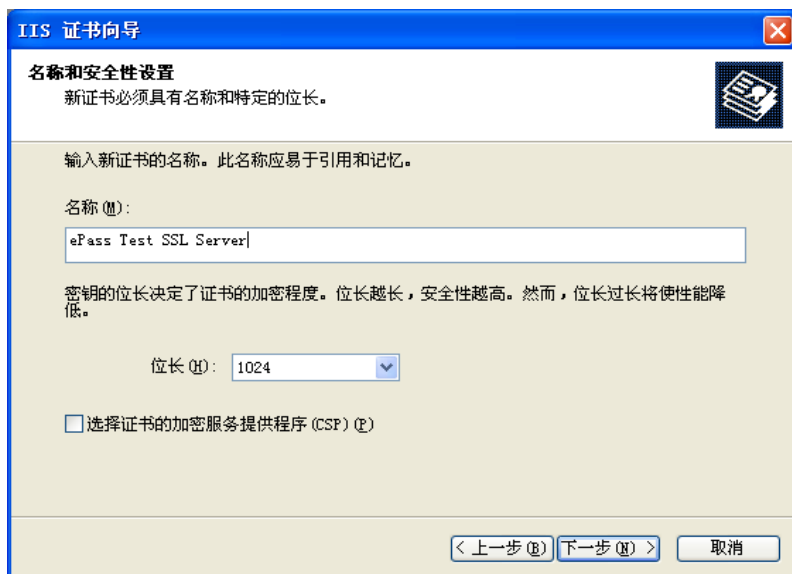 IIS 证书向导
名称和安全性设置
新证书必须具有名称和特定的位长。
输入新证书的名称。此名称应易于引用和记忆。
名称(M):
ePass Test SSL Server
密钥的位长决定了证书的加密程度。位长越长，安全性越高。然而，位长过长将使性能降
低。
位长(H): 1024
选择证书的加密服务提供程序(CSP)(P)
< 上一步(B) 下一步(N) > 取消